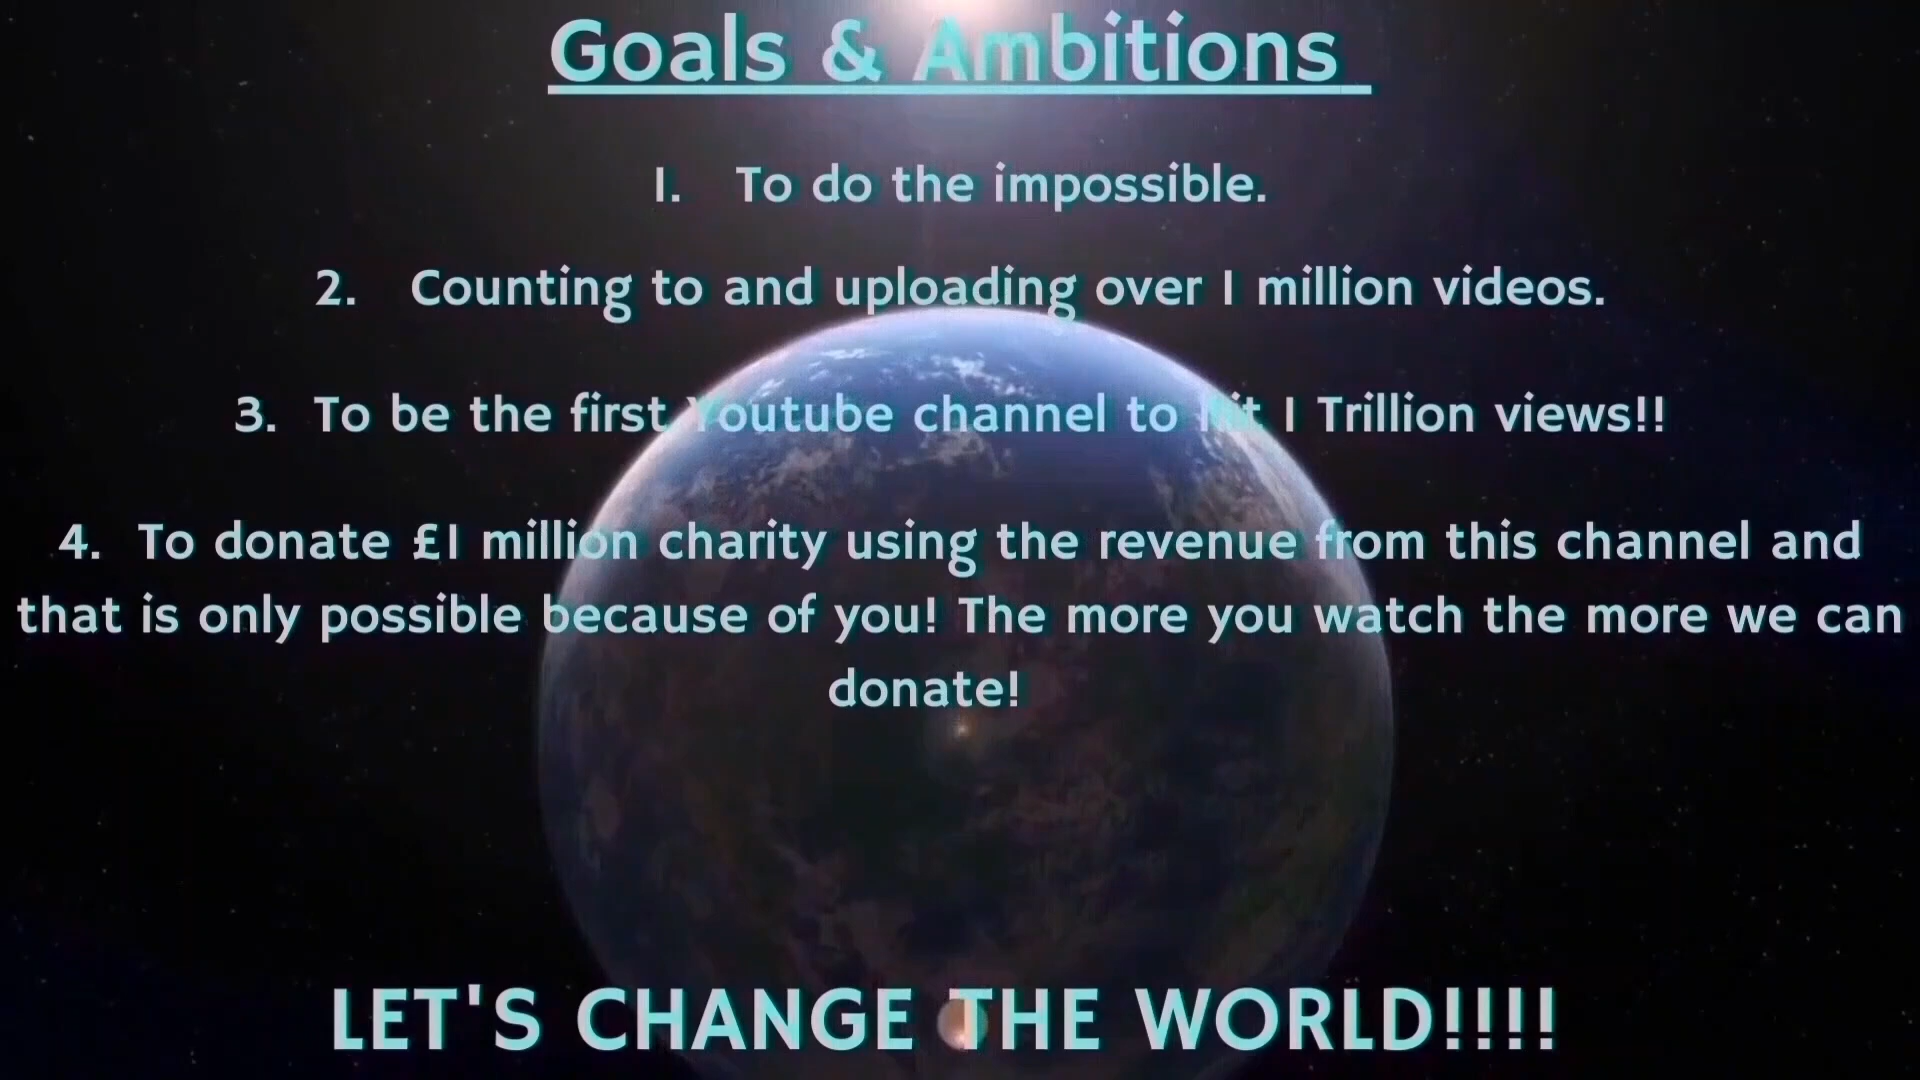 Goals & Ambitions
1. To do the impossible.
2. Counting to and uploading over 1 million videos.
3. To be the first Youtube channel to hit 1 Trillion views!!
4. To donate £1 million charity using the revenue from this channel and
that is only possible because of you! The more you watch the more we can
donate!
LET'S CHANGE THE WORLD!!!!